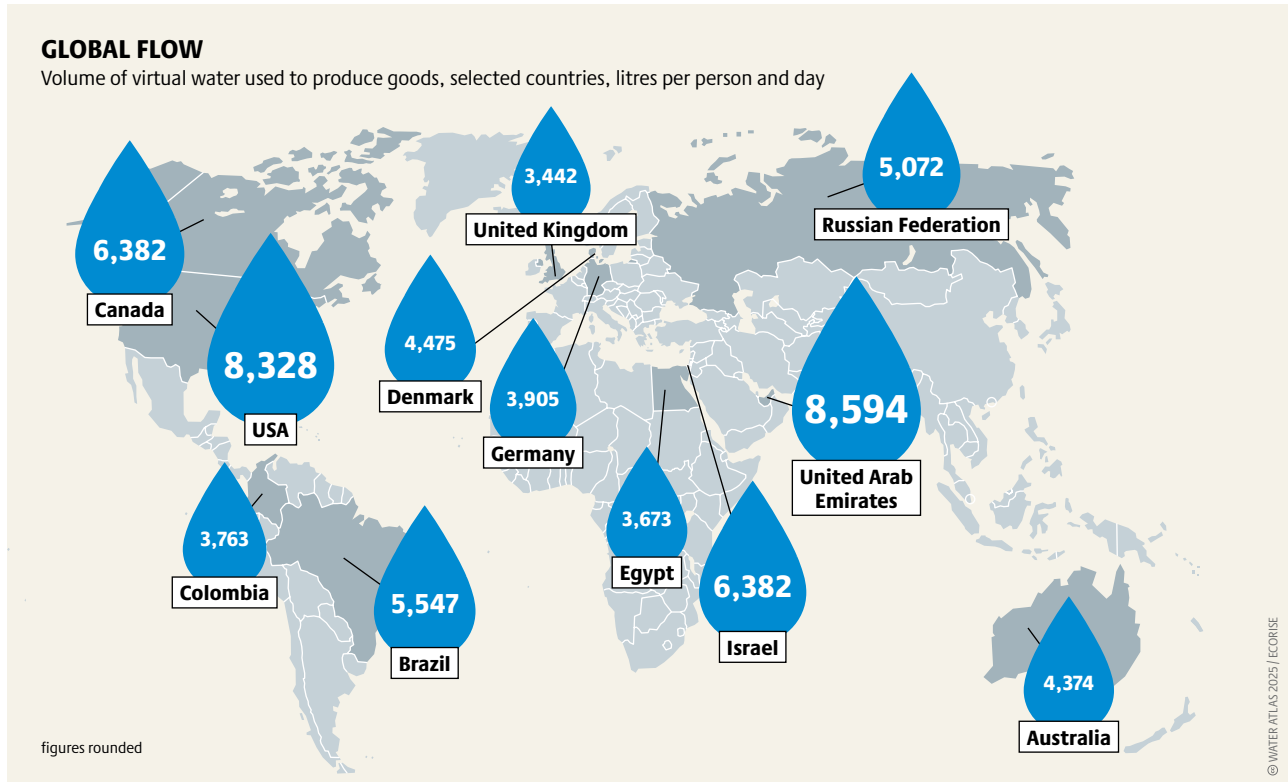 GLOBAL FLOW
Volume of virtual water used to produce goods, selected countries, litres per person and day
6,382
Canada
8,328
USA
3,442
United Kingdom
5,072
Russian Federation
4,475
Denmark
3,905
Germany
8,594
United Arab
Emirates
3,763
Colombia
5,547
Brazil
3,673
Egypt
6,382
Israel
4,374
Australia
figures rounded
© WATER ATLAS 2025 / ECORISE